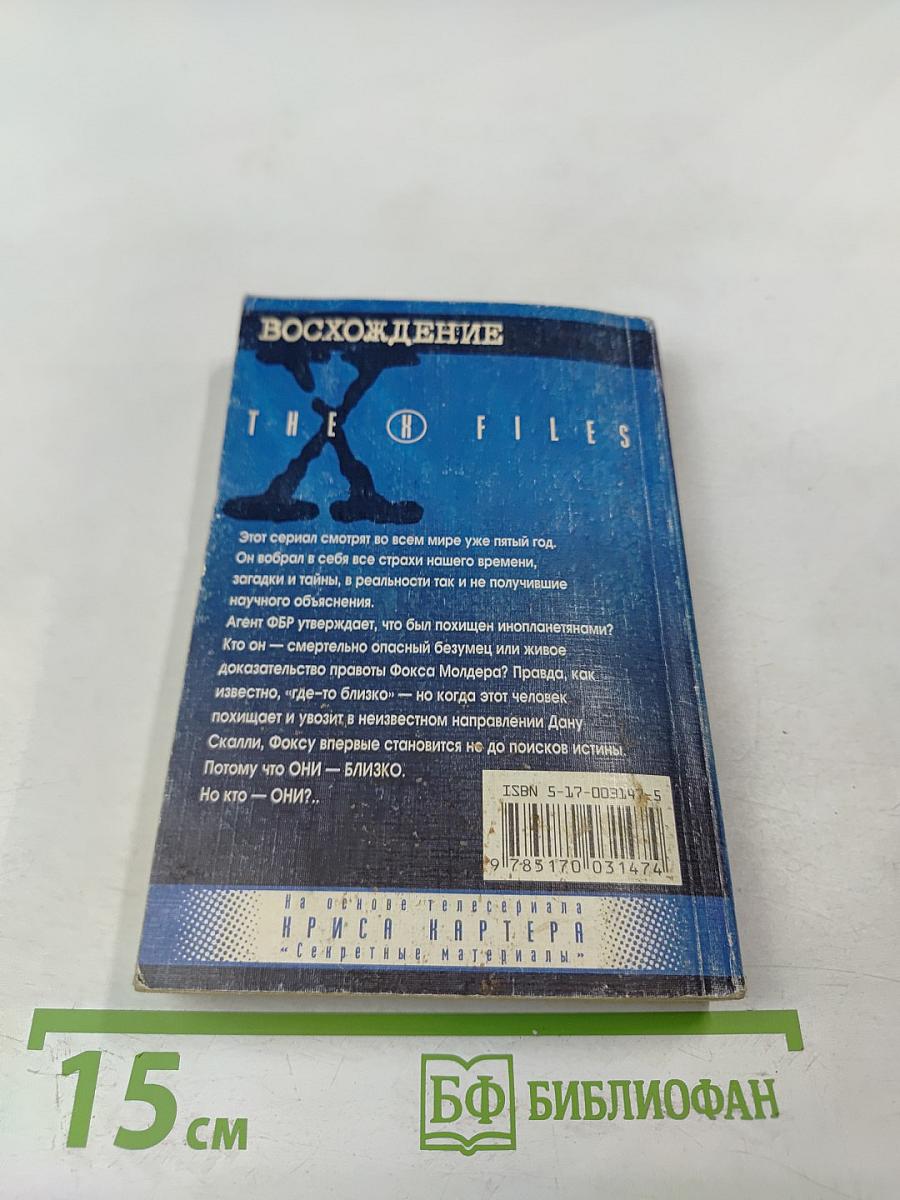 ВОСХОЖДЕНИЕ
THE X FILES
Этот сериал смотрят во всем мире уже пятый год.
Он вобрал в себя все страхи нашего времени,
загадки и тайны, в реальности так и не получившие
научного объяснения.
Агент ФБР утверждает, что был похищен инопланетянами?
Кто он — смертельно опасный безумец или живое
доказательство правоты Фокса Молдера? Правда, как
известно, «где-то близко» — но когда этот человек
похищает и увозит в неизвестном направлении Дану
Скалли, Фоксу впервые становится не до поисков истины.
Потому что ОНИ — БЛИЗКО.
Но кто — ОНИ?..
ISBN 5-17-003147-5
9 785170 031474
На основе телесериала
КРИСА КАРТЕРА
"Секретные материалы"
15 см
БФ БИБЛИОФАН